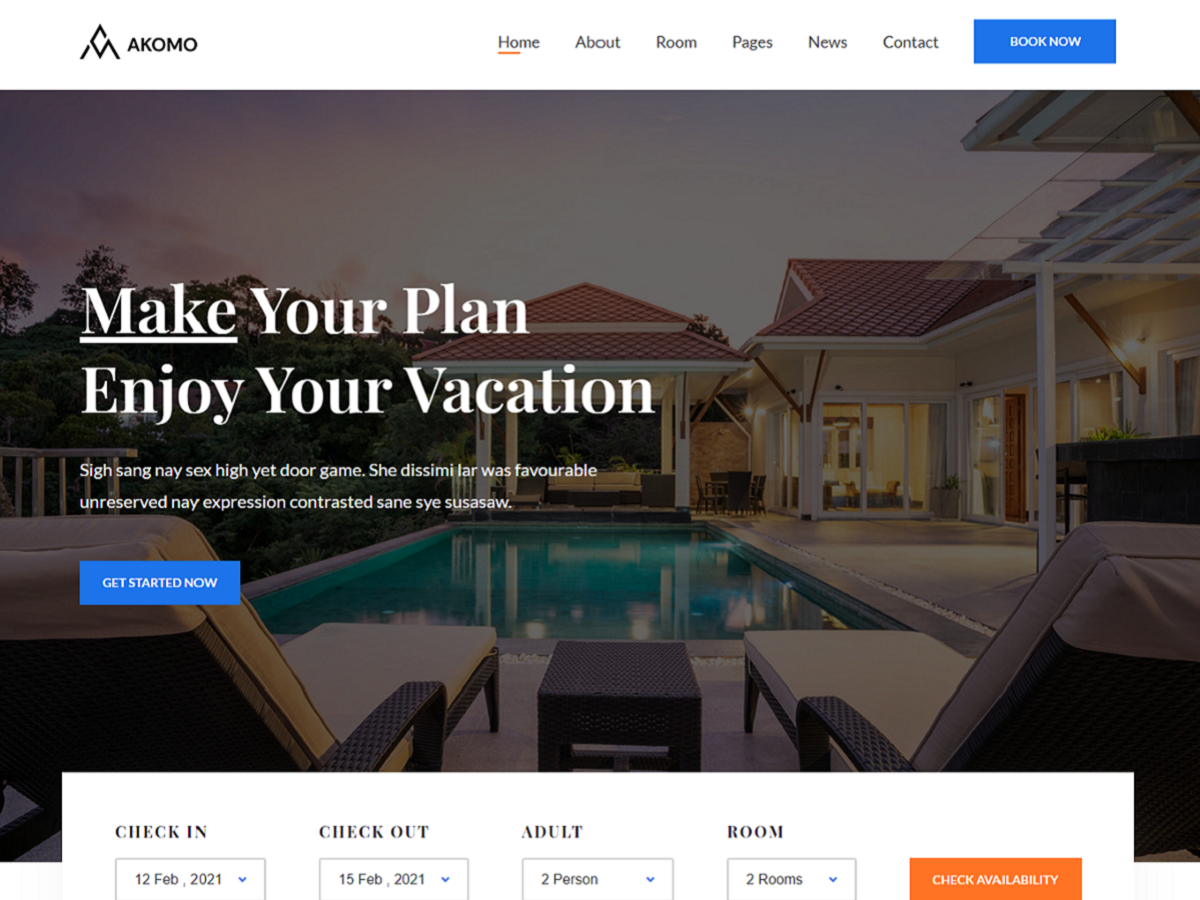 AKOMO
Home About Room Pages News Contact BOOK NOW
Make Your Plan
Enjoy Your Vacation
Sigh sang nay sex high yet door game. She dissimi lar was favourable
unreserved nay expression contrasted sane sye susasaw.
GET STARTED NOW
CHECK IN CHECK OUT ADULT ROOM
12 Feb , 2021 15 Feb , 2021 2 Person 2 Rooms CHECK AVAILABILITY